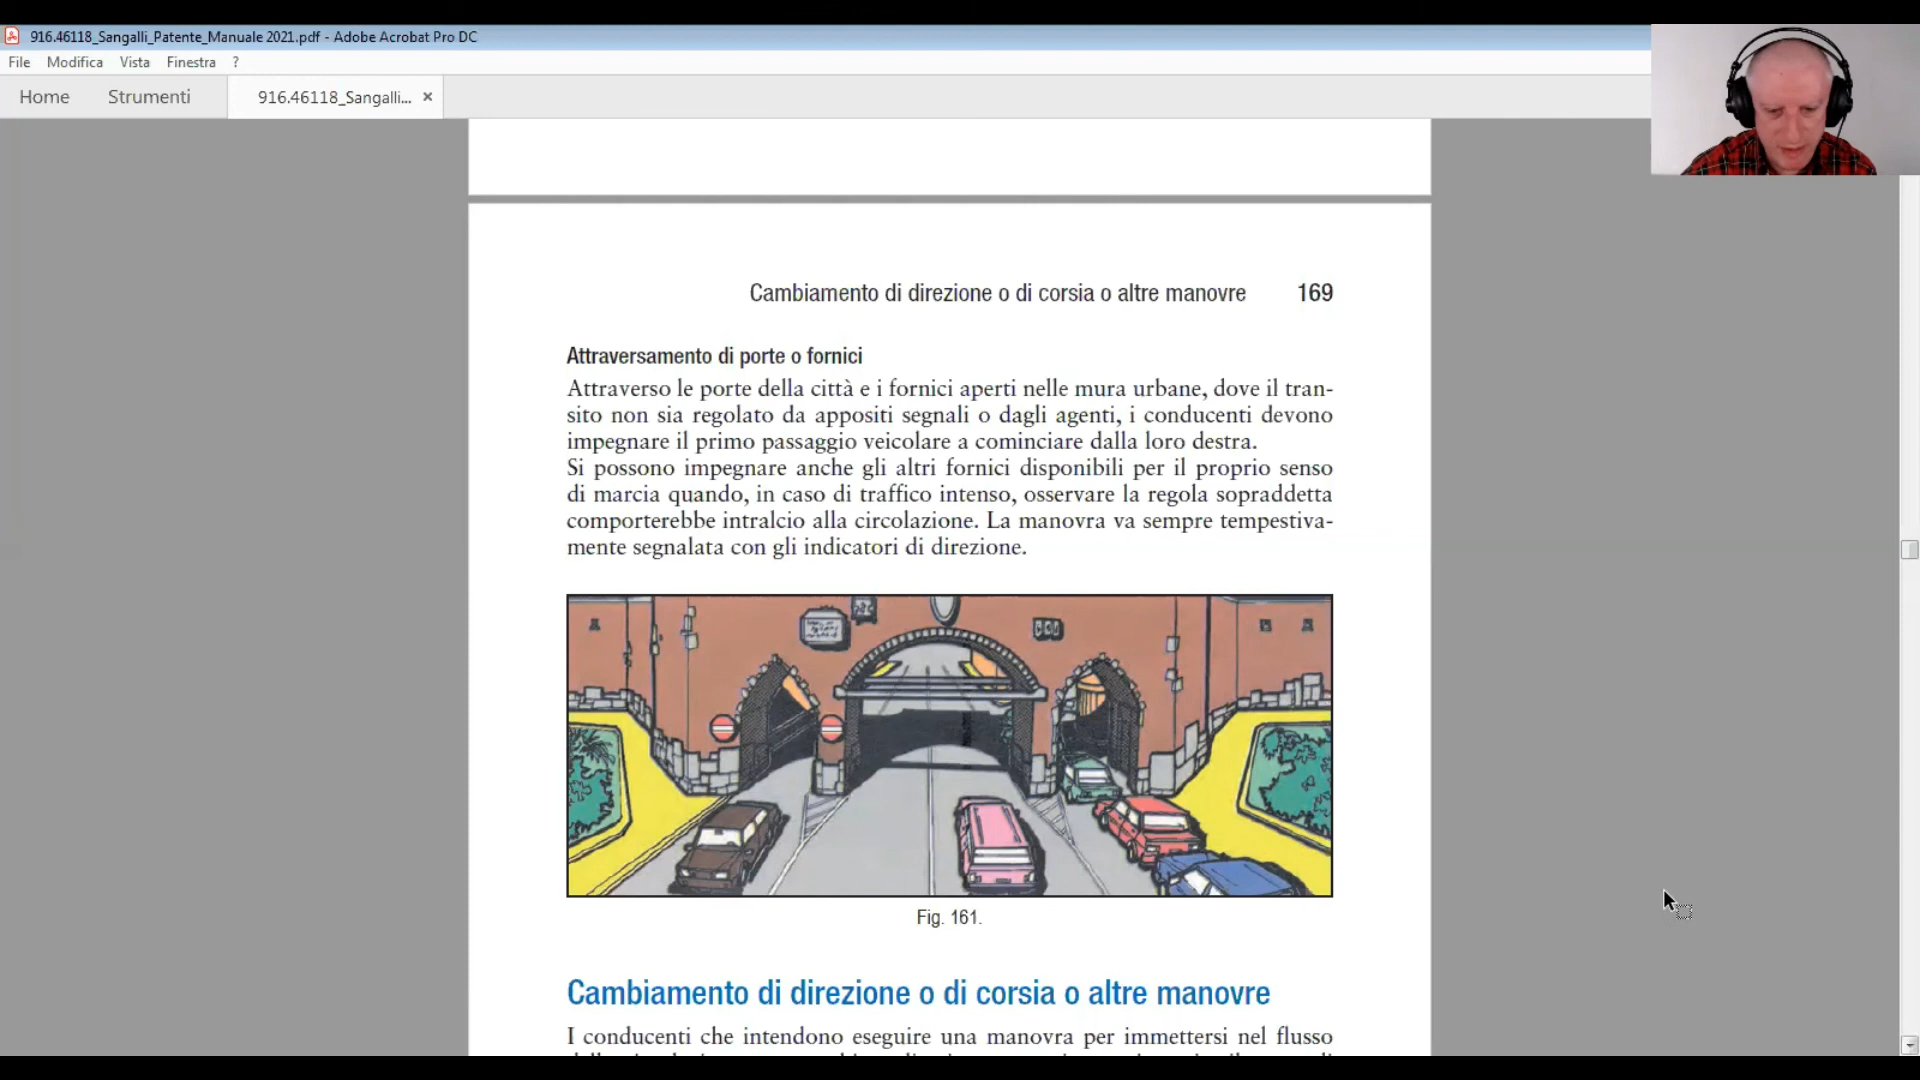 916.46118_Sangalli_Patente_Manuale 2021.pdf - Adobe Acrobat Pro DC
File Modifica Vista Finestra ?
Home Strumenti 916.46118_Sangalli... ×
Cambiamento di direzione o di corsia o altre manovre 169
Attraversamento di porte o fornici
Attraverso le porte della città e i fornici aperti nelle mura urbane, dove il tran-
sito non sia regolato da appositi segnali o dagli agenti, i conducenti devono
impegnare il primo passaggio veicolare a cominciare dalla loro destra.
Si possono impegnare anche gli altri fornici disponibili per il proprio senso
di marcia quando, in caso di traffico intenso, osservare la regola sopraddetta
comporterebbe intralcio alla circolazione. La manovra va sempre tempestiva-
mente segnalata con gli indicatori di direzione.
Fig. 161.
Cambiamento di direzione o di corsia o altre manovre
I conducenti che intendono eseguire una manovra per immettersi nel flusso